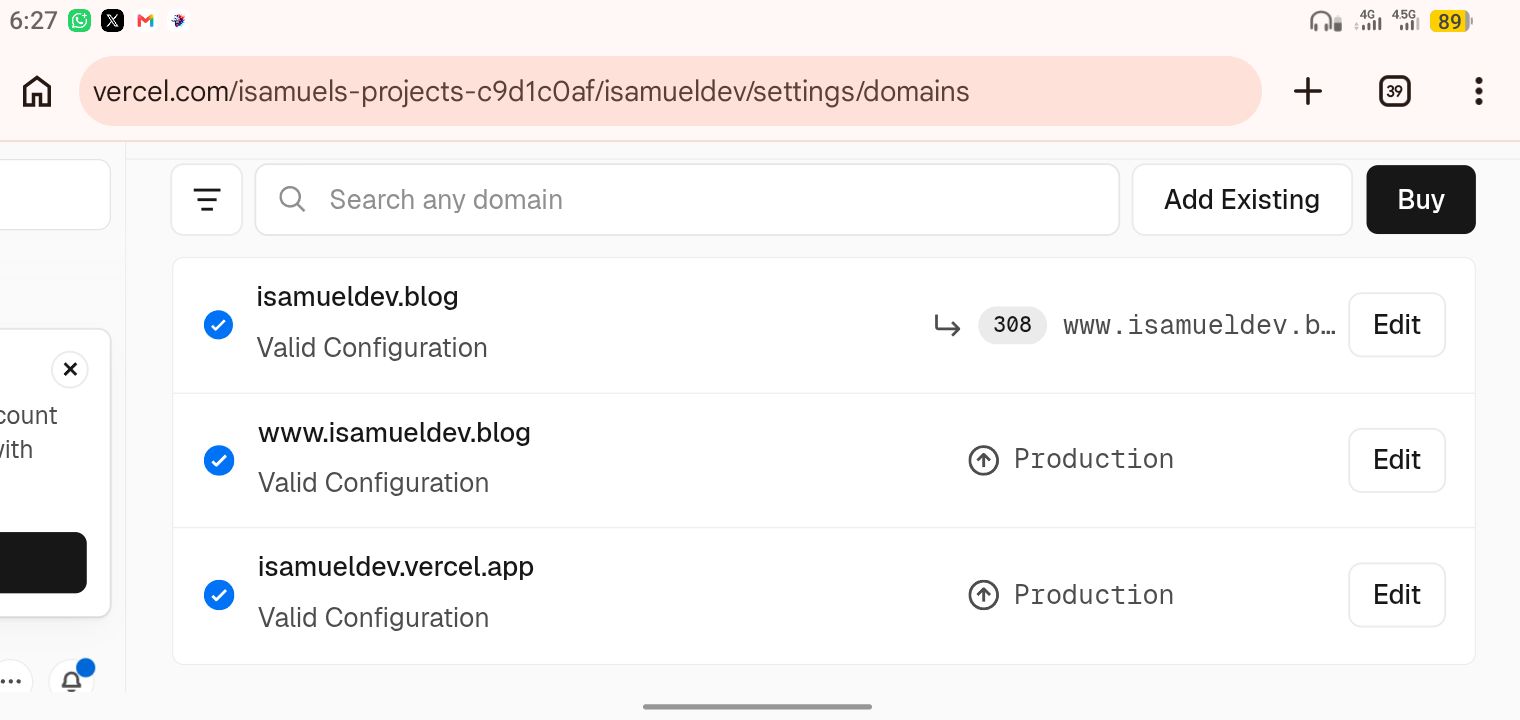 6:27
4G
4.5G
89
vercel.com/isamuels-projects-c9d1c0af/isamueldev/settings/domains
39
Search any domain
Add Existing
Buy
isamueldev.blog
Valid Configuration
308
www.isamueldev.b…
Edit
count
with
www.isamueldev.blog
Valid Configuration
Production
Edit
isamueldev.vercel.app
Valid Configuration
Production
Edit